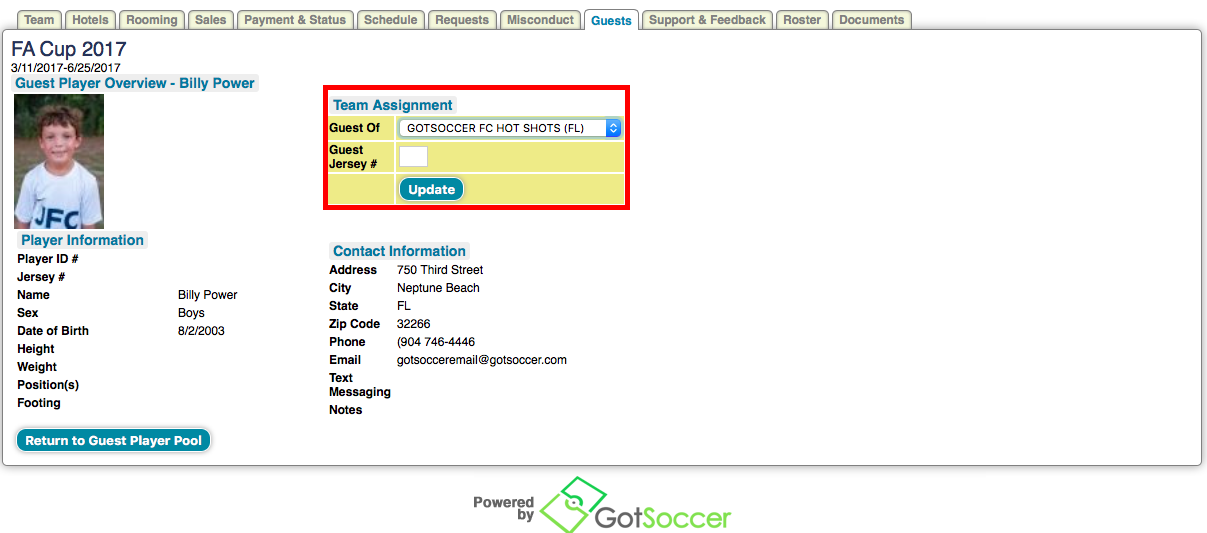 Team Hotels Rooming Sales Payment & Status Schedule Requests Misconduct Guests Support & Feedback Roster Documents
FA Cup 2017
3/11/2017-6/25/2017
Guest Player Overview - Billy Power
JFC
Team Assignment
Guest Of GOTSOCCER FC HOT SHOTS (FL)
Guest
Jersey #
Update
Player Information
Player ID #
Jersey #
Name Billy Power
Sex Boys
Date of Birth 8/2/2003
Height
Weight
Position(s)
Footing
Contact Information
Address 750 Third Street
City Neptune Beach
State FL
Zip Code 32266
Phone (904 746-4446
Email gotsocceremail@gotsoccer.com
Text
Messaging
Notes
Return to Guest Player Pool
Powered
by
GotSoccer